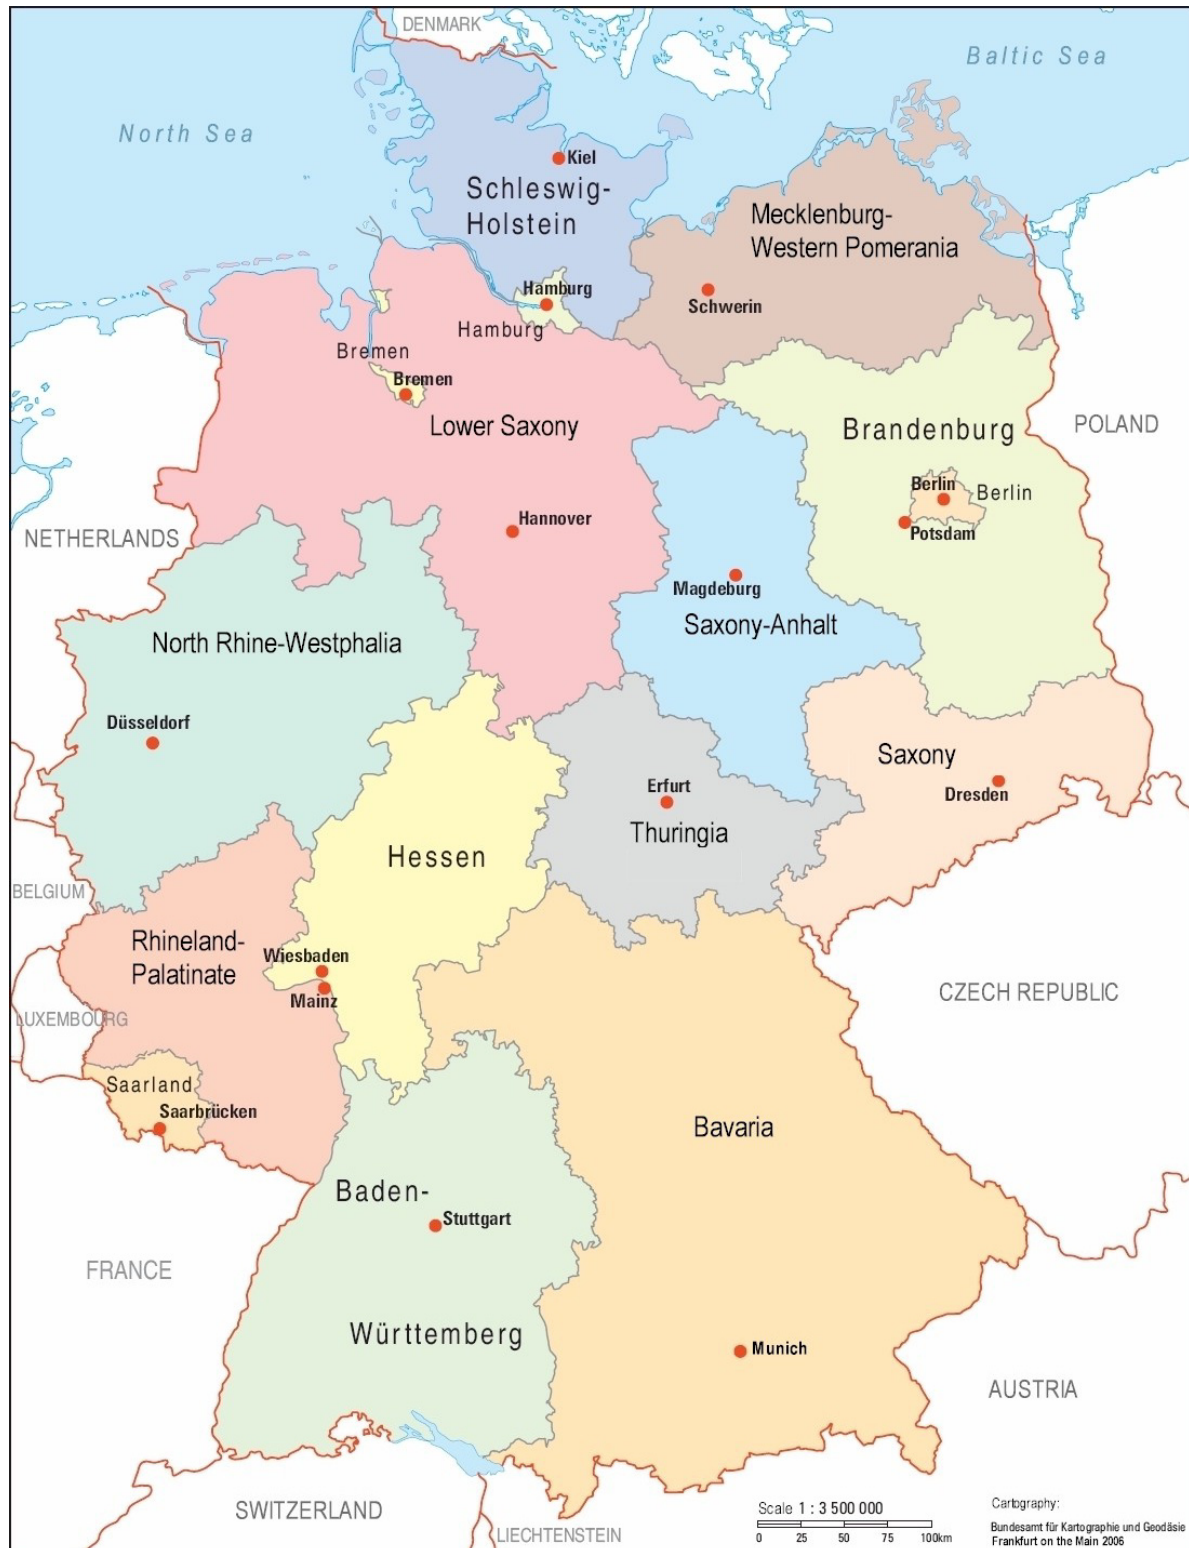 DENMARK
Baltic Sea
North Sea
Kiel
Schleswig-
Holstein
Mecklenburg-
Western Pomerania
Hamburg
Schwerin
Hamburg
Bremen
Bremen
Lower Saxony
Brandenburg
POLAND
Berlin
Berlin
Hannover
Potsdam
NETHERLANDS
Magdeburg
Saxony-Anhalt
North Rhine-Westphalia
Düsseldorf
Saxony
Erfurt
Dresden
Thuringia
Hessen
BELGIUM
Rhineland-
Palatinate
Wiesbaden
Mainz
CZECH REPUBLIC
LUXEMBOURG
Saarland
Saarbrücken
Bavaria
Baden-
Stuttgart
FRANCE
Württemberg
Munich
AUSTRIA
SWITZERLAND
LIECHTENSTEIN
Scale 1 : 3 500 000
0 25 50 75 100km
Cartography:
Bundesamt für Kartographie und Geodäsie
Frankfurt on the Main 2006